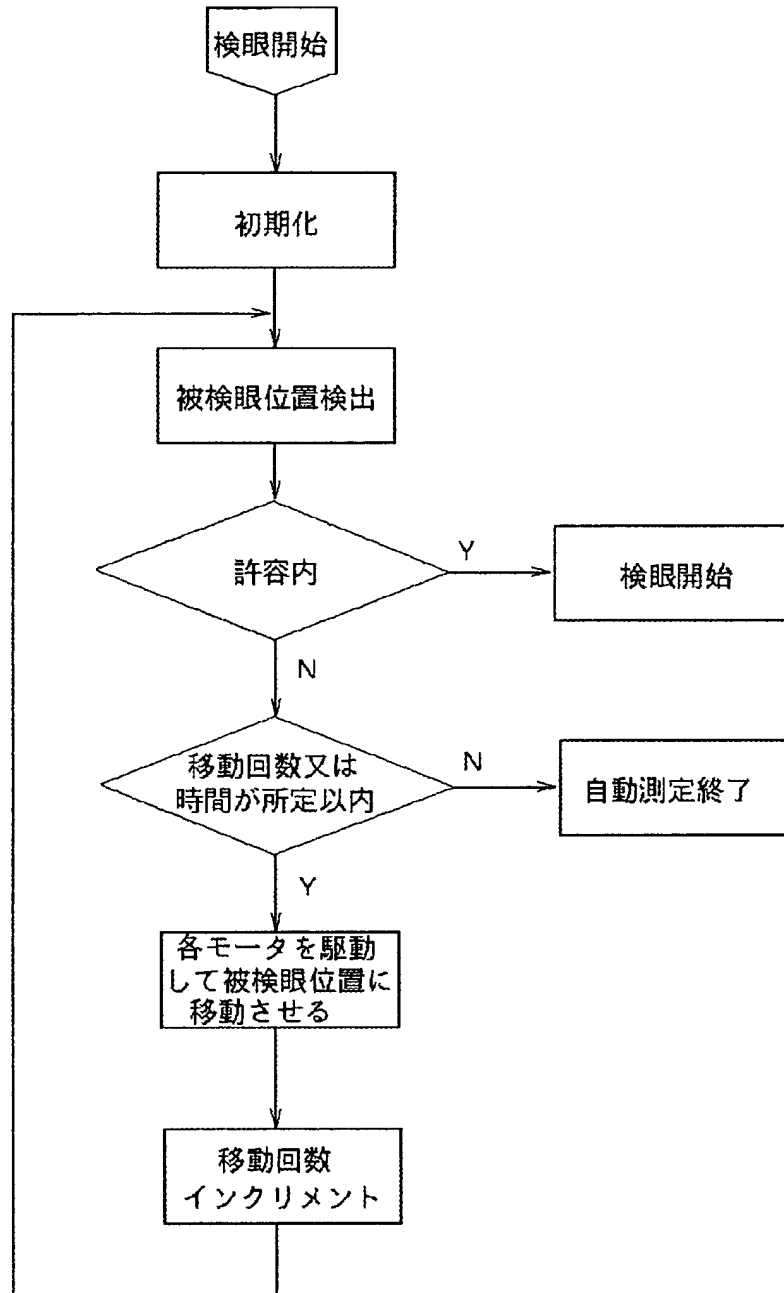 検眼開始
初期化
被検眼位置検出
許容内
Y
検眼開始
N
移動回数又は
時間が所定以内
N
自動測定終了
Y
各モータを駆動
して被検眼位置に
移動させる
移動回数
インクリメント